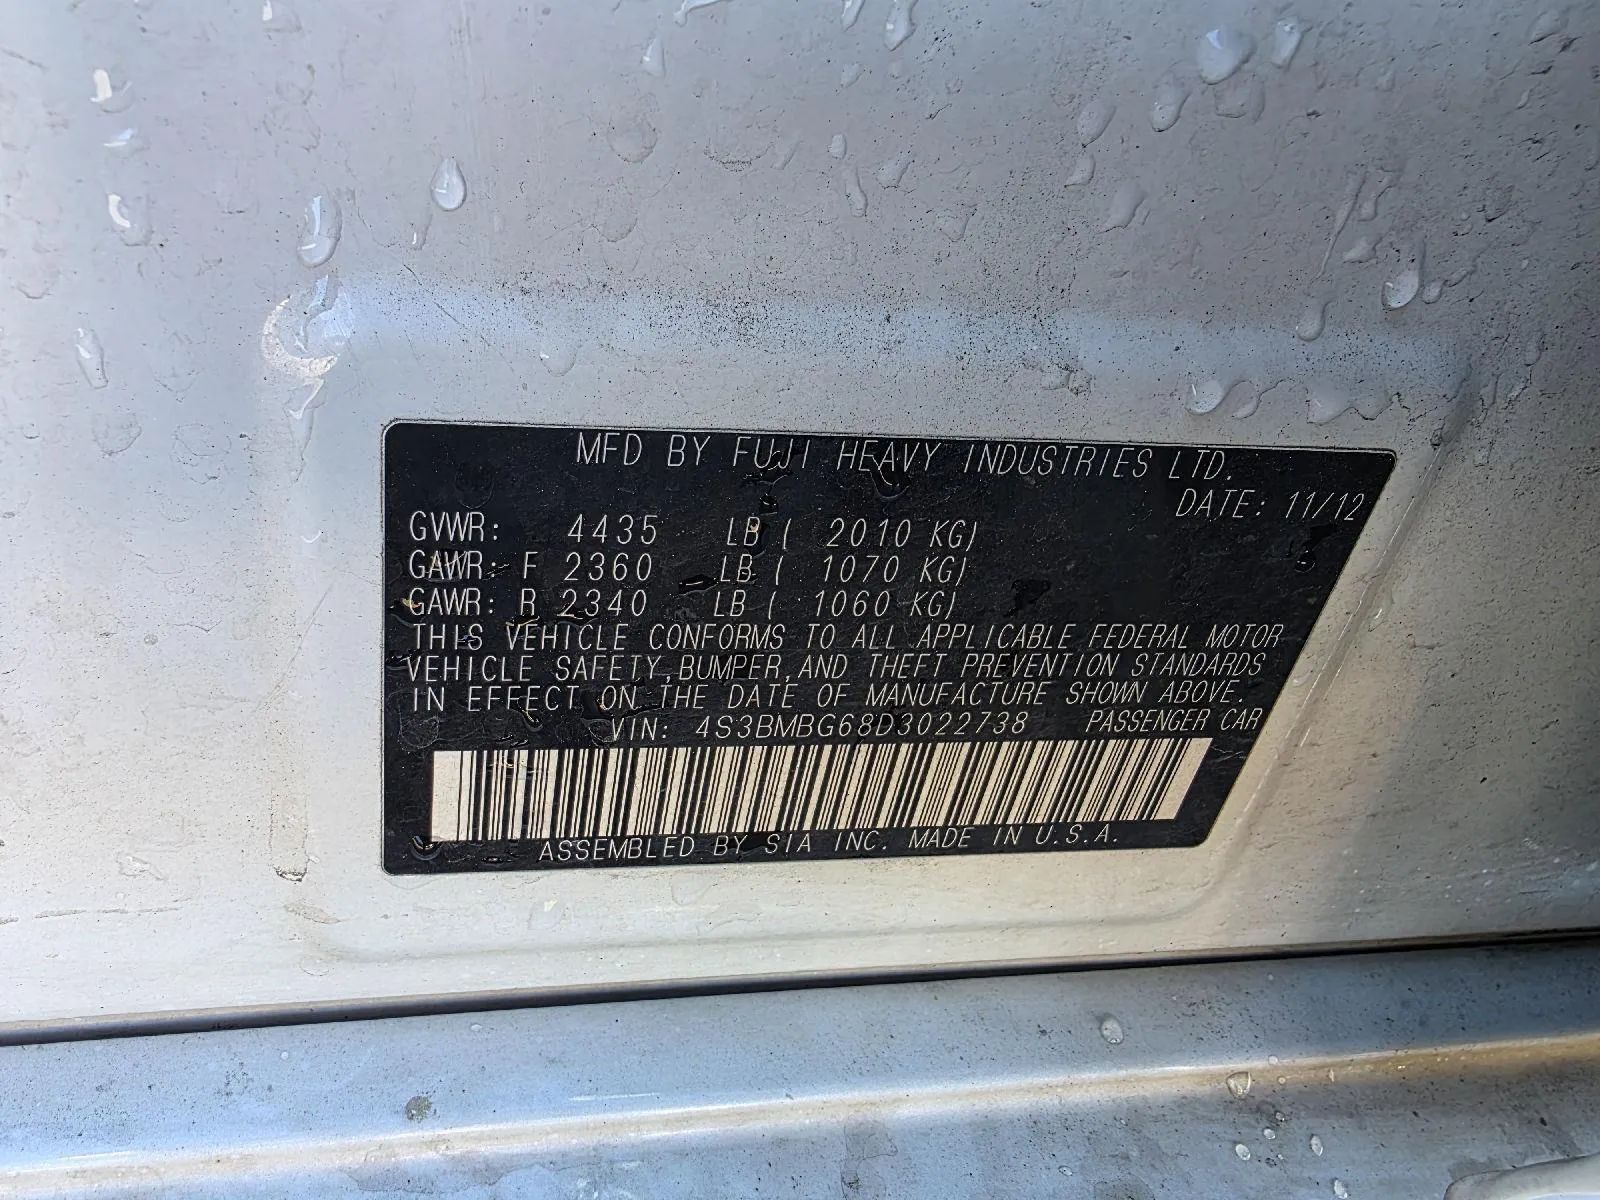 MFD BY FUJI HEAVY INDUSTRIES LTD.
DATE: 11/12
GVWR: 4435 LB ( 2010 KG)
GAWR: F 2360 LB ( 1070 KG)
GAWR: R 2340 LB ( 1060 KG)
THIS VEHICLE CONFORMS TO ALL APPLICABLE FEDERAL MOTOR
VEHICLE SAFETY, BUMPER, AND THEFT PREVENTION STANDARDS
IN EFFECT ON THE DATE OF MANUFACTURE SHOWN ABOVE.
VIN: 4S3BMBG68D3022738 PASSENGER CAR
ASSEMBLED BY SIA INC. MADE IN U.S.A.